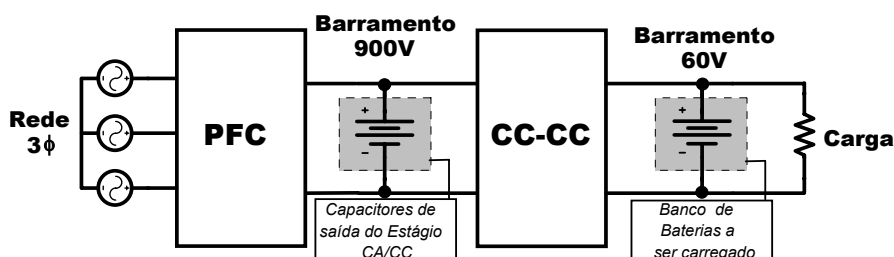 Rede
3ϕ
PFC
Barramento
900V
Capacitores de
saída do Estágio
CA/CC
CC-CC
Barramento
60V
Banco de
Baterias a
ser carregado
Carga